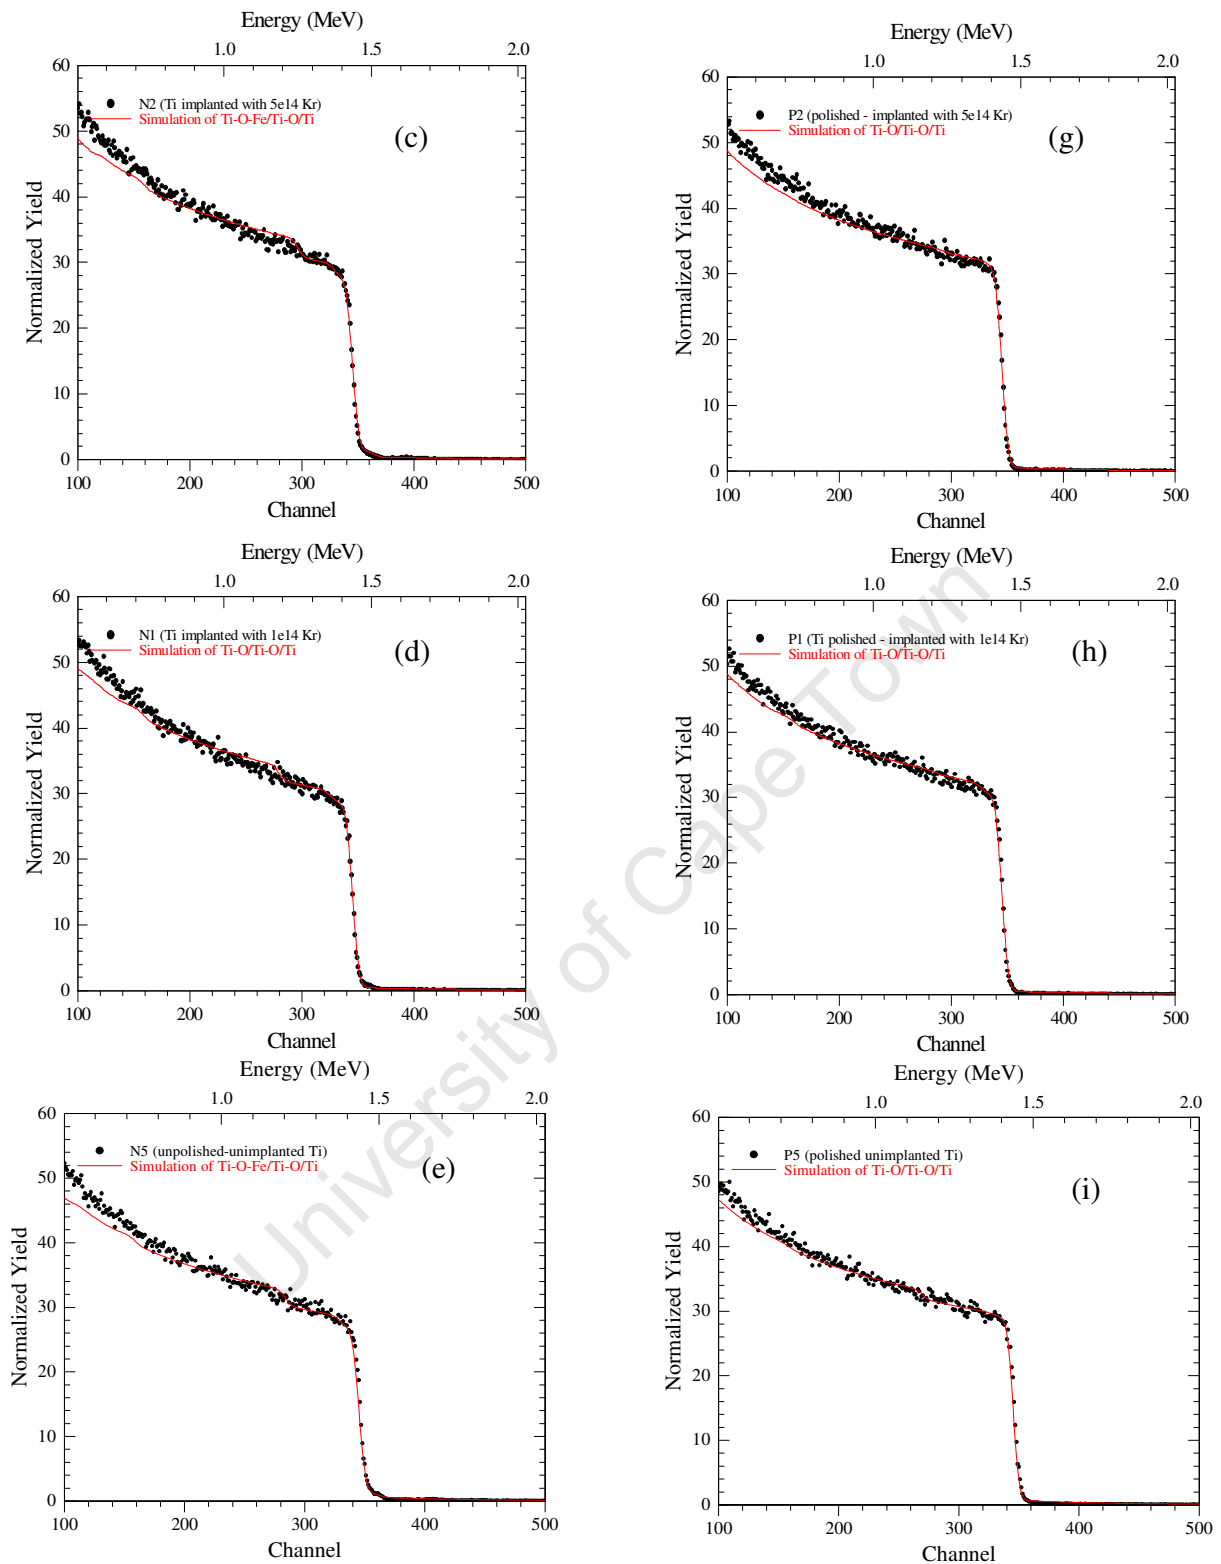 Energy (MeV)
1.0 1.5 2.0
60
50
40
30
20
10
0
Normalized Yield
N2 (Ti implanted with 5e14 Kr)
Simulation of Ti-O-Fe/Ti-O/Ti
(c)
100 200 300 400 500
Channel
Energy (MeV)
1.0 1.5 2.0
60
50
40
30
20
10
0
Normalized Yield
P2 (polished - implanted with 5e14 Kr)
Simulation of Ti-O/Ti-O/Ti
(g)
100 200 300 400 500
Channel
Energy (MeV)
1.0 1.5 2.0
60
50
40
30
20
10
0
Normalized Yield
N1 (Ti implanted with 1e14 Kr)
Simulation of Ti-O/Ti-O/Ti
(d)
100 200 300 400 500
Channel
Energy (MeV)
1.0 1.5 2.0
60
50
40
30
20
10
0
Normalized Yield
P1 (Ti polished - implanted with 1e14 Kr)
Simulation of Ti-O/Ti-O/Ti
(h)
100 200 300 400 500
Channel
Energy (MeV)
1.0 1.5 2.0
60
50
40
30
20
10
0
Normalized Yield
N5 (unpolished-unimplanted Ti)
Simulation of Ti-O-Fe/Ti-O/Ti
(e)
100 200 300 400 500
Channel
Energy (MeV)
1.0 1.5 2.0
60
50
40
30
20
10
0
Normalized Yield
P5 (polished unimplanted Ti)
Simulation of Ti-O/Ti-O/Ti
(i)
100 200 300 400 500
Channel
University of Cape Town